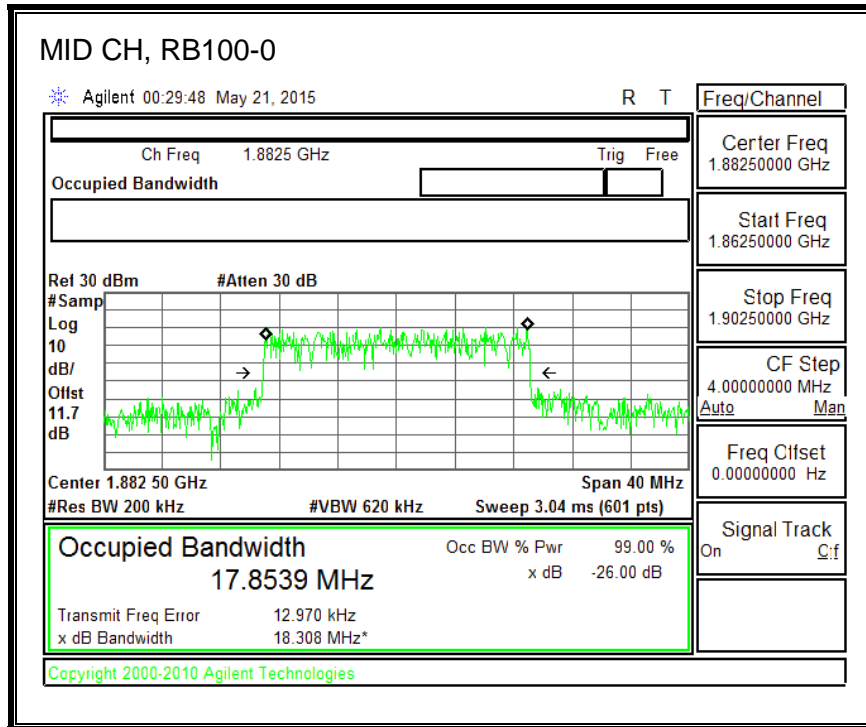 MID CH, RB100-0
Agilent 00:29:48 May 21, 2015 R T
Ch Freq 1.8825 GHz Trig Free
Occupied Bandwidth
Ref 30 dBm #Atten 30 dB
#Samp
Log
10
dB/
Offst
11.7
dB
Center 1.882 50 GHz Span 40 MHz
#Res BW 200 kHz #VBW 620 kHz Sweep 3.04 ms (601 pts)
Occupied Bandwidth Occ BW % Pwr 99.00 %
17.8539 MHz x dB -26.00 dB
Transmit Freq Error 12.970 kHz
x dB Bandwidth 18.308 MHz*
Copyright 2000-2010 Agilent Technologies
Freq/Channel
Center Freq
1.88250000 GHz
Start Freq
1.86250000 GHz
Stop Freq
1.90250000 GHz
CF Step
4.00000000 MHz
Auto Man
Freq Offset
0.00000000 Hz
Signal Track
On Off